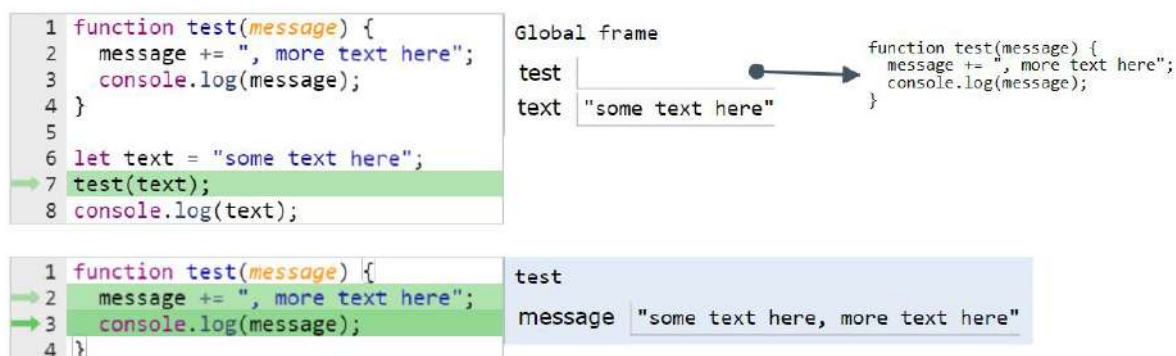 1 function test(message) {
2 message += ", more text here";
3 console.log(message);
4 }
5
6 let text = "some text here";
7 test(text);
8 console.log(text);
Global frame
test
text "some text here"
function test(message) {
message += ", more text here";
console.log(message);
}
1 function test(message) {
2 message += ", more text here";
3 console.log(message);
4 }
test
message "some text here, more text here"